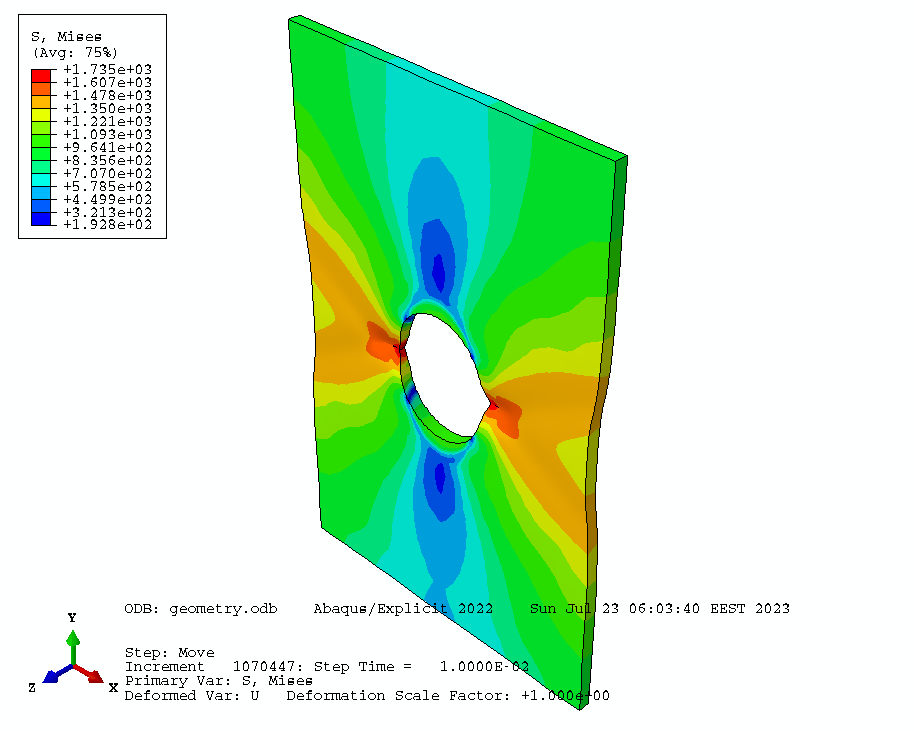 S, Mises
(Avg: 75%)
+1.735e+03
+1.607e+03
+1.478e+03
+1.350e+03
+1.221e+03
+1.093e+03
+9.641e+02
+8.356e+02
+7.070e+02
+5.785e+02
+4.499e+02
+3.213e+02
+1.928e+02
ODB: geometry.odb    Abaqus/Explicit 2022    Sun Jul 23 06:03:40 EEST 2023
Y
Z
X
Step: Move
Increment   1070447: Step Time =   1.0000E-02
Primary Var: S, Mises
Deformed Var: U   Deformation Scale Factor: +1.000e+00